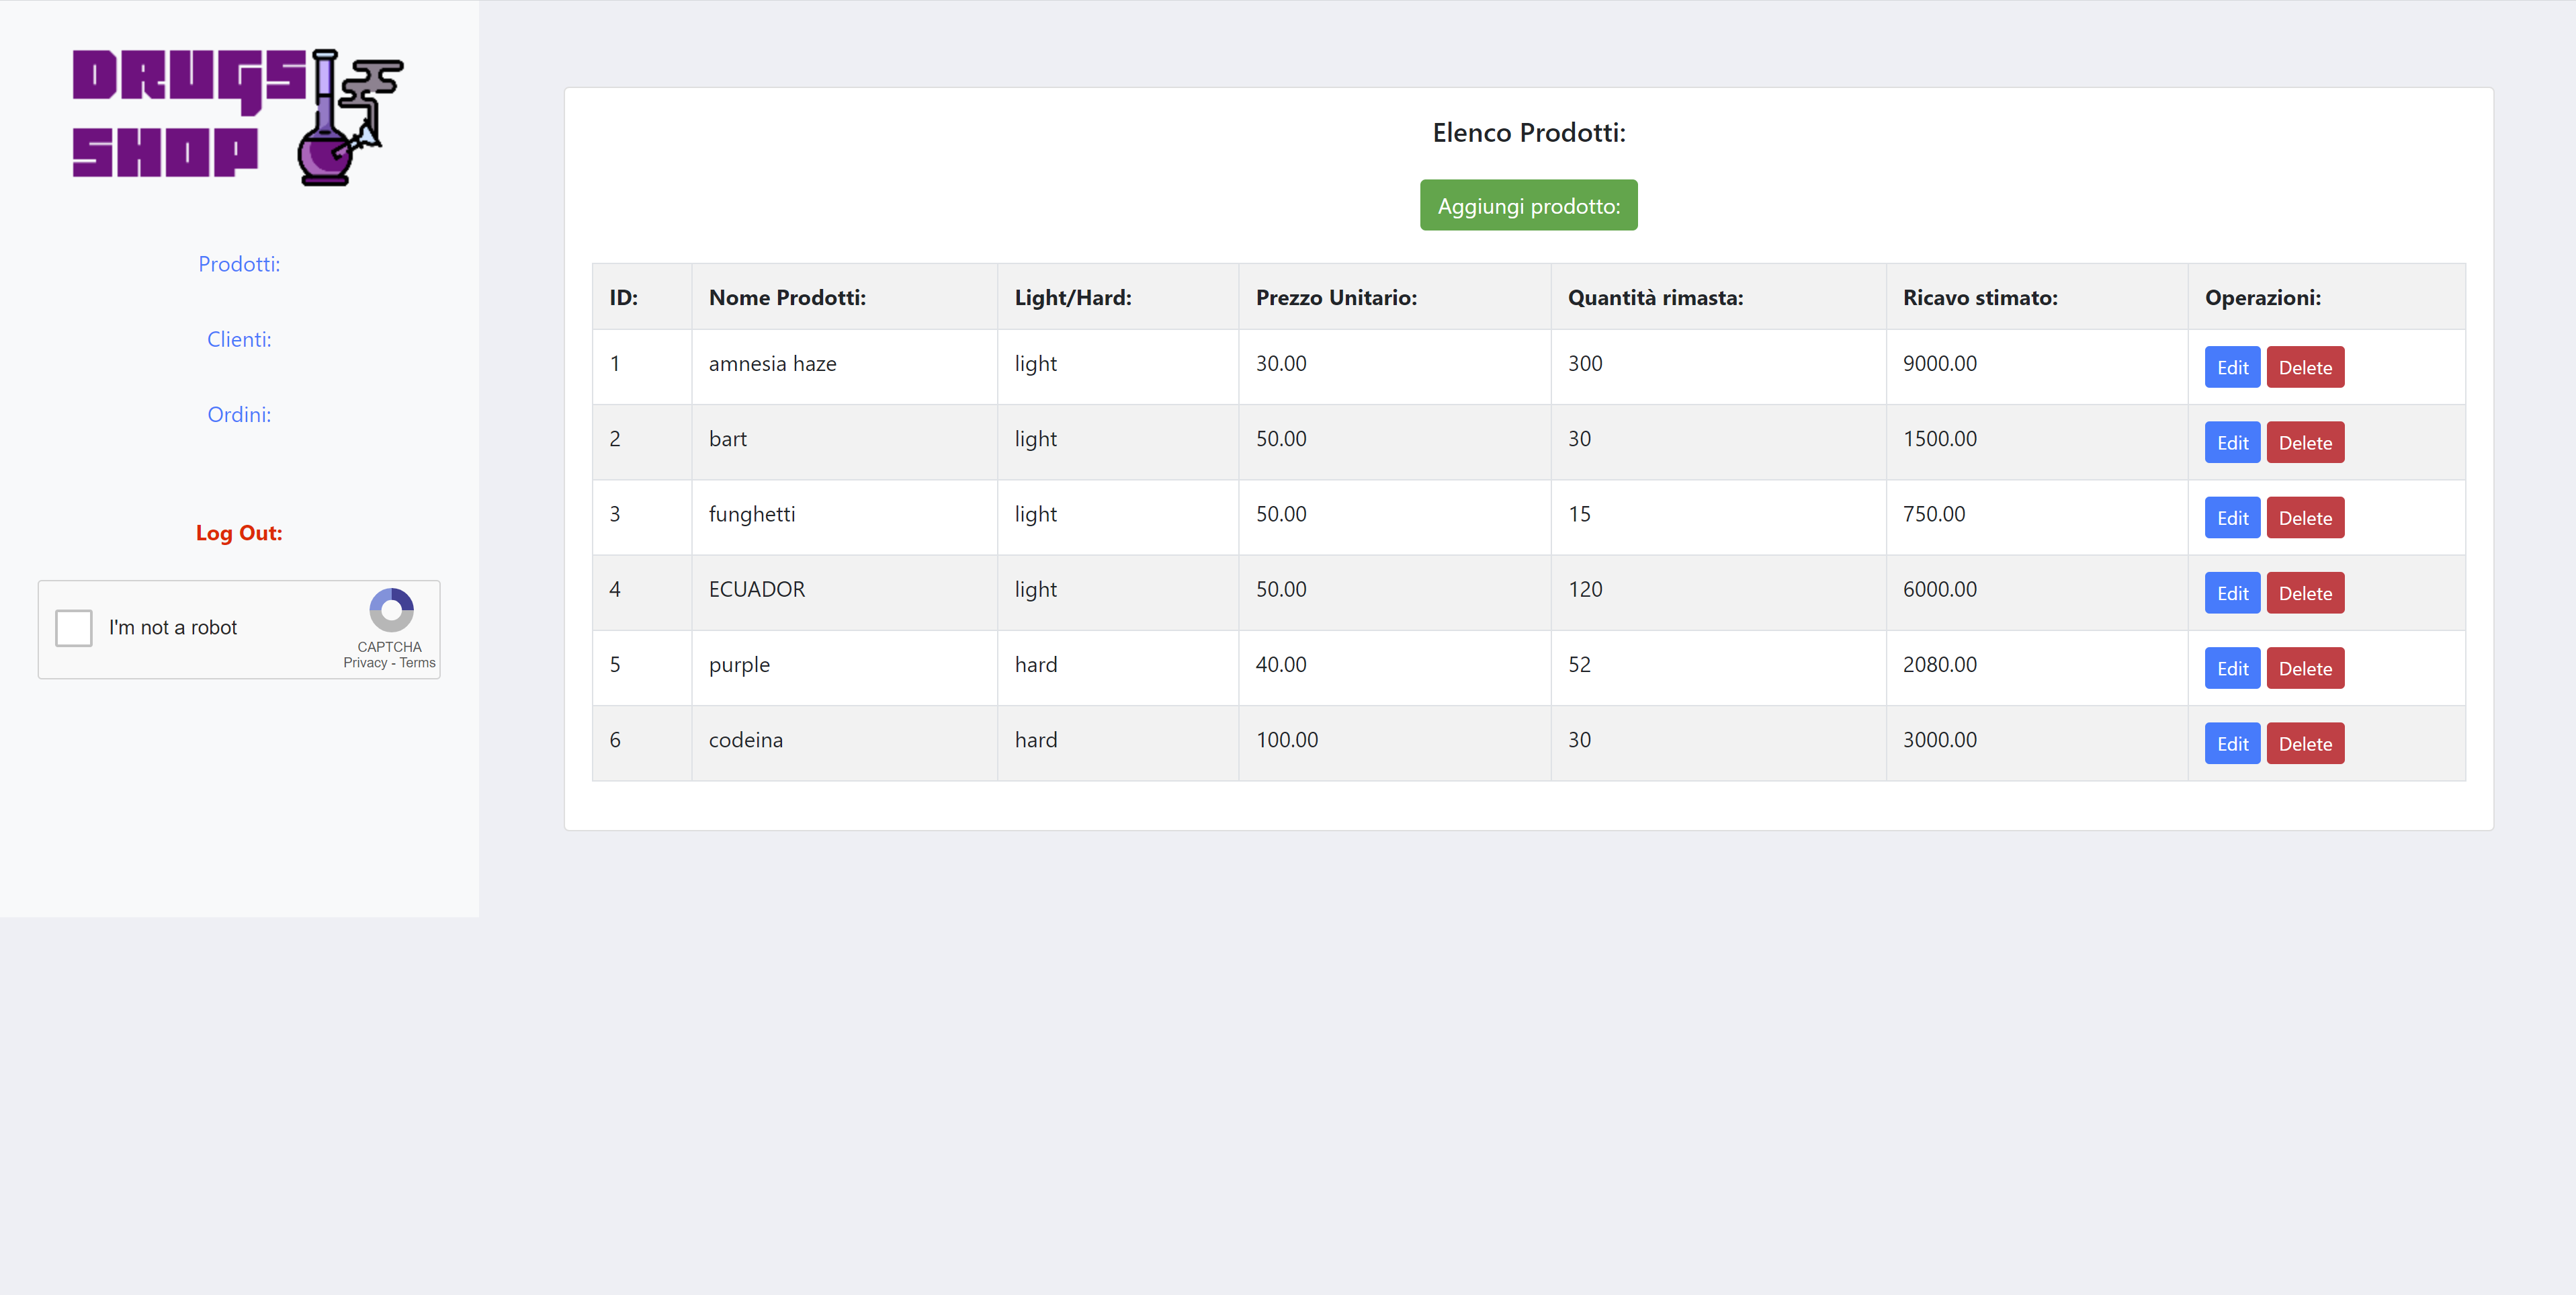 DRUGS
SHOP
Prodotti:
Clienti:
Ordini:
Log Out:
I'm not a robot
CAPTCHA
Privacy - Terms
Elenco Prodotti:
Aggiungi prodotto:
ID: Nome Prodotti: Light/Hard: Prezzo Unitario: Quantità rimasta: Ricavo stimato: Operazioni:
1 amnesia haze light 30.00 300 9000.00 Edit Delete
2 bart light 50.00 30 1500.00 Edit Delete
3 funghetti light 50.00 15 750.00 Edit Delete
4 ECUADOR light 50.00 120 6000.00 Edit Delete
5 purple hard 40.00 52 2080.00 Edit Delete
6 codeina hard 100.00 30 3000.00 Edit Delete